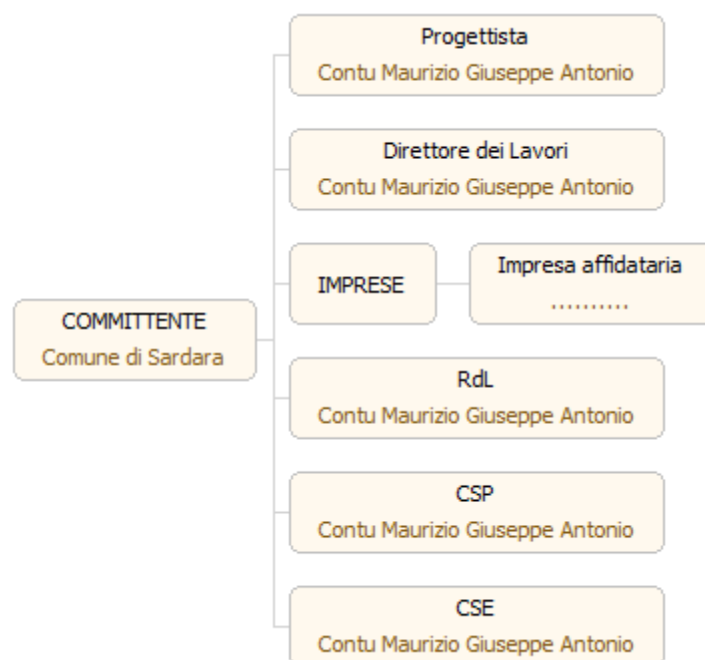 Progettista
Contu Maurizio Giuseppe Antonio
Direttore dei Lavori
Contu Maurizio Giuseppe Antonio
IMPRESE
Impresa affidataria
..........
COMMITTENTE
Comune di Sardara
RdL
Contu Maurizio Giuseppe Antonio
CSP
Contu Maurizio Giuseppe Antonio
CSE
Contu Maurizio Giuseppe Antonio